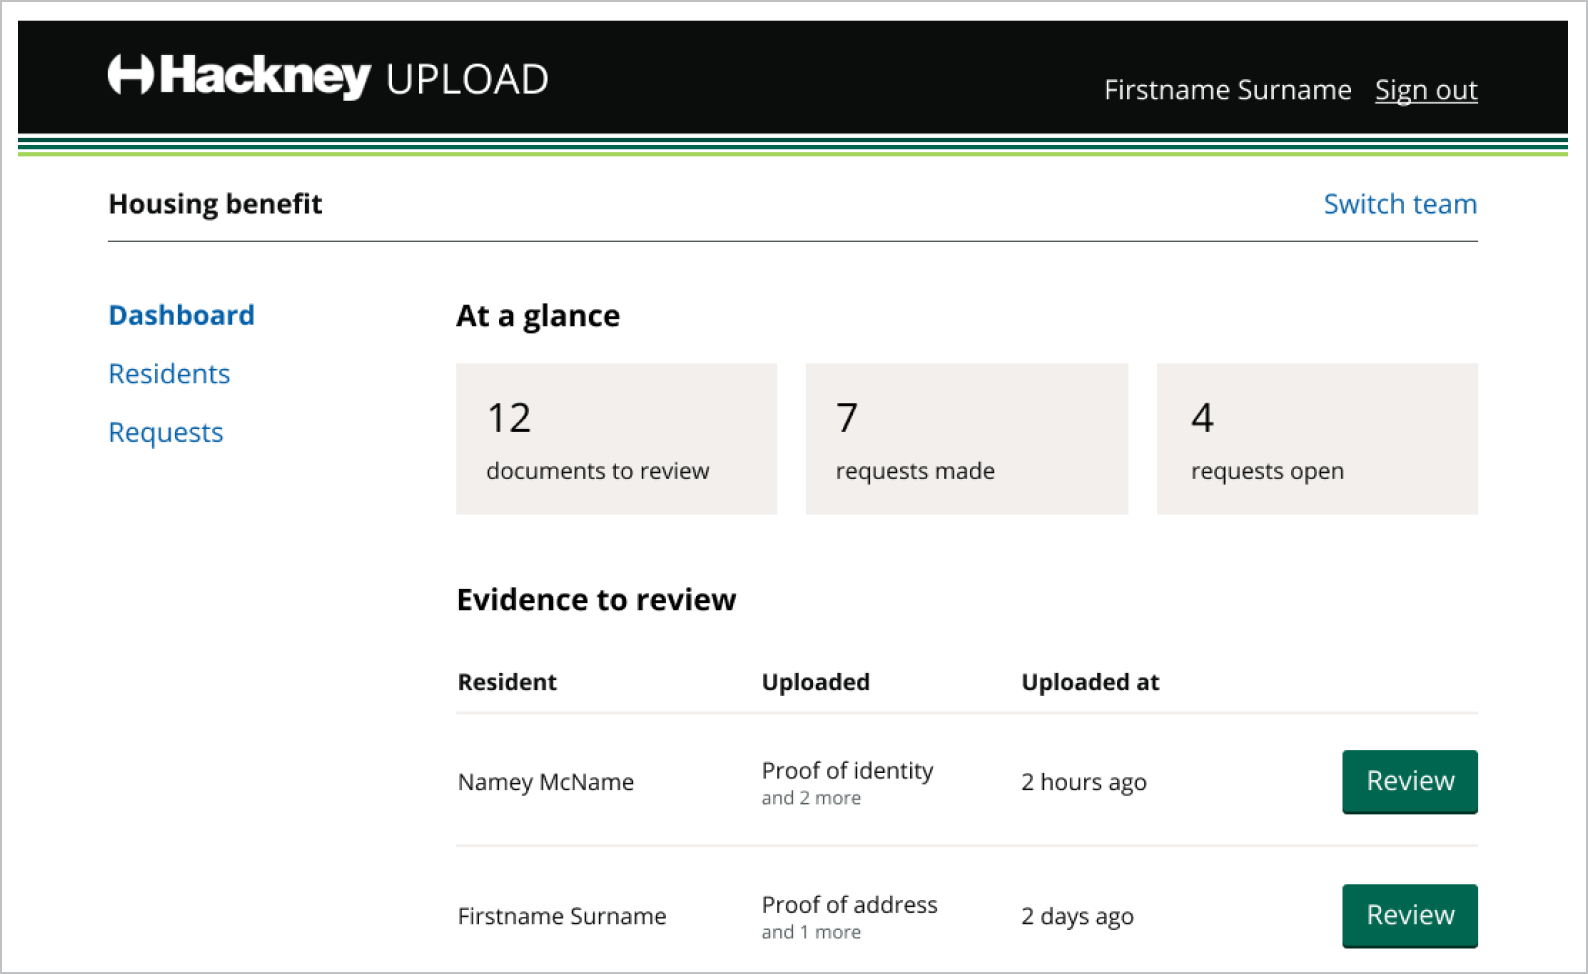 Hackney UPLOAD
Firstname Surname Sign out
Housing benefit
Switch team
Dashboard
Residents
Requests
At a glance
12
documents to review
7
requests made
4
requests open
Evidence to review
Resident Uploaded Uploaded at
Namey McName
Proof of identity
and 2 more
2 hours ago
Review
Firstname Surname
Proof of address
and 1 more
2 days ago
Review